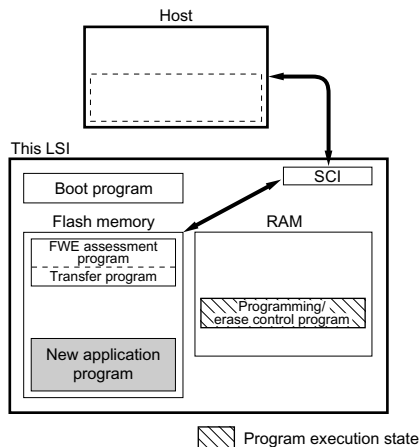 Host
This LSI
SCI
Boot program
Flash memory
RAM
FWE assessment
program
Transfer program
Programming/
erase control program
New application
program
Program execution state